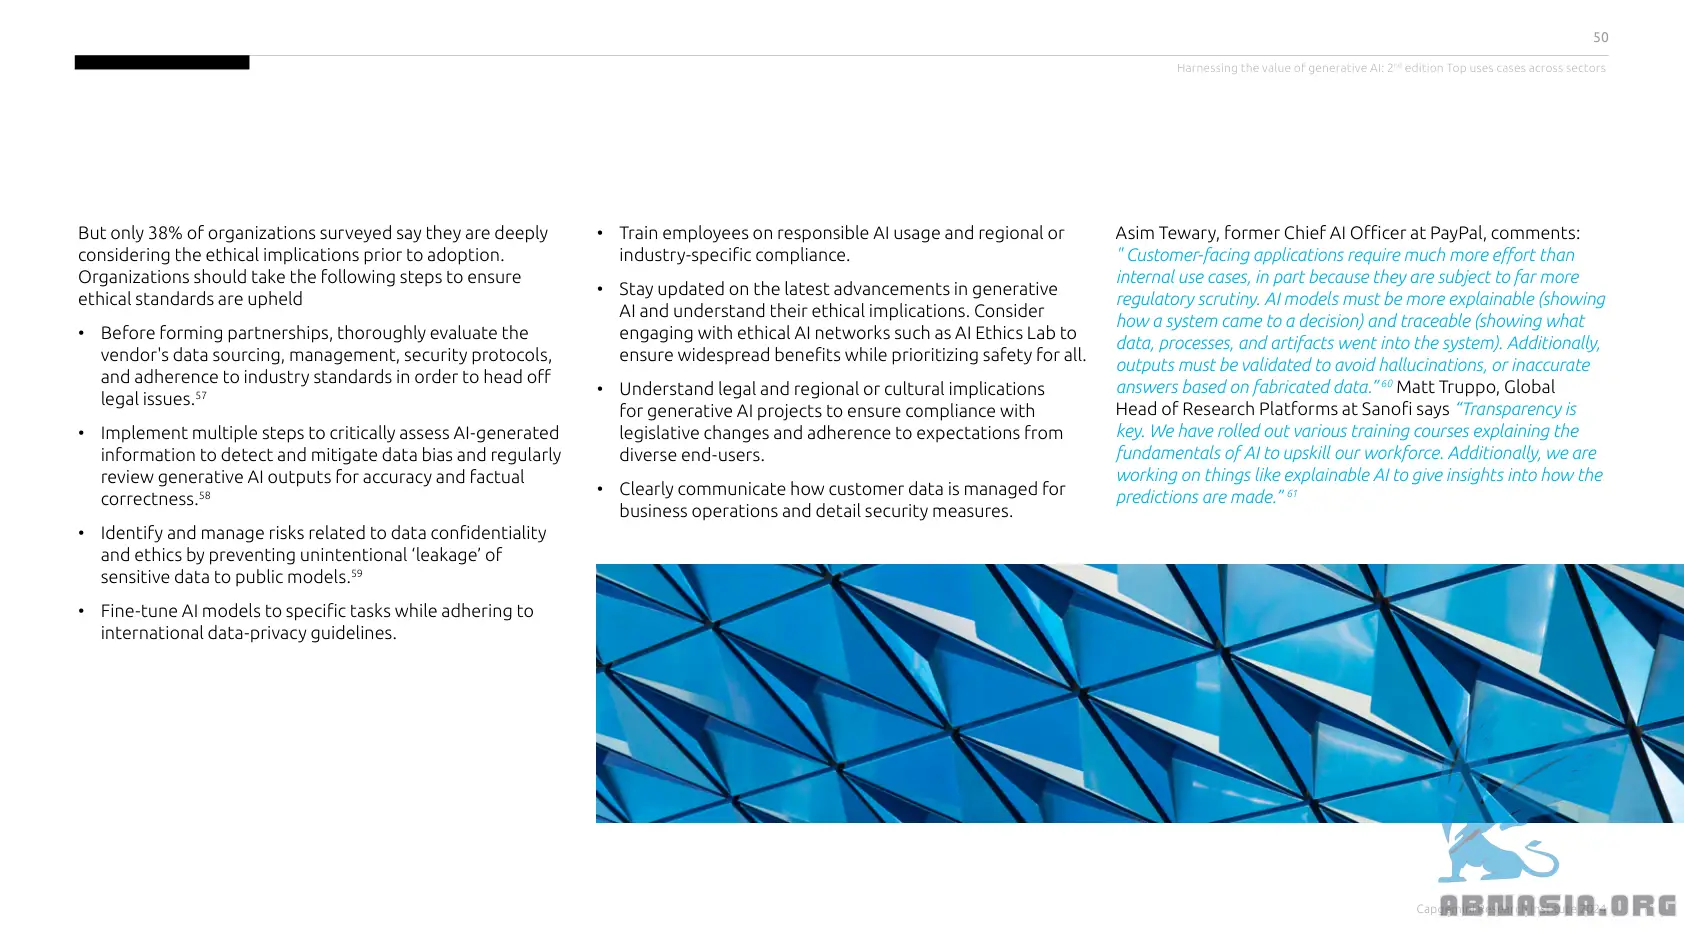 50
Harnessing the value of generative AI: 2nd edition Top uses cases across sectors
But only 38% of organizations surveyed say they are deeply
considering the ethical implications prior to adoption.
Organizations should take the following steps to ensure
ethical standards are upheld
• Before forming partnerships, thoroughly evaluate the
vendor's data sourcing, management, security protocols,
and adherence to industry standards in order to head off
legal issues.57
• Implement multiple steps to critically assess AI-generated
information to detect and mitigate data bias and regularly
review generative AI outputs for accuracy and factual
correctness.58
• Identify and manage risks related to data confidentiality
and ethics by preventing unintentional ‘leakage’ of
sensitive data to public models.59
• Fine-tune AI models to specific tasks while adhering to
international data-privacy guidelines.
• Train employees on responsible AI usage and regional or
industry-specific compliance.
• Stay updated on the latest advancements in generative
AI and understand their ethical implications. Consider
engaging with ethical AI networks such as AI Ethics Lab to
ensure widespread benefits while prioritizing safety for all.
• Understand legal and regional or cultural implications
for generative AI projects to ensure compliance with
legislative changes and adherence to expectations from
diverse end-users.
• Clearly communicate how customer data is managed for
business operations and detail security measures.
Asim Tewary, former Chief AI Officer at PayPal, comments:
" Customer-facing applications require much more effort than
internal use cases, in part because they are subject to far more
regulatory scrutiny. AI models must be more explainable (showing
how a system came to a decision) and traceable (showing what
data, processes, and artifacts went into the system). Additionally,
outputs must be validated to avoid hallucinations, or inaccurate
answers based on fabricated data.” 60 Matt Truppo, Global
Head of Research Platforms at Sanofi says “Transparency is
key. We have rolled out various training courses explaining the
fundamentals of AI to upskill our workforce. Additionally, we are
working on things like explainable AI to give insights into how the
predictions are made.” 61
Capgemini Research Institute 2024
ABMASIA.ORG